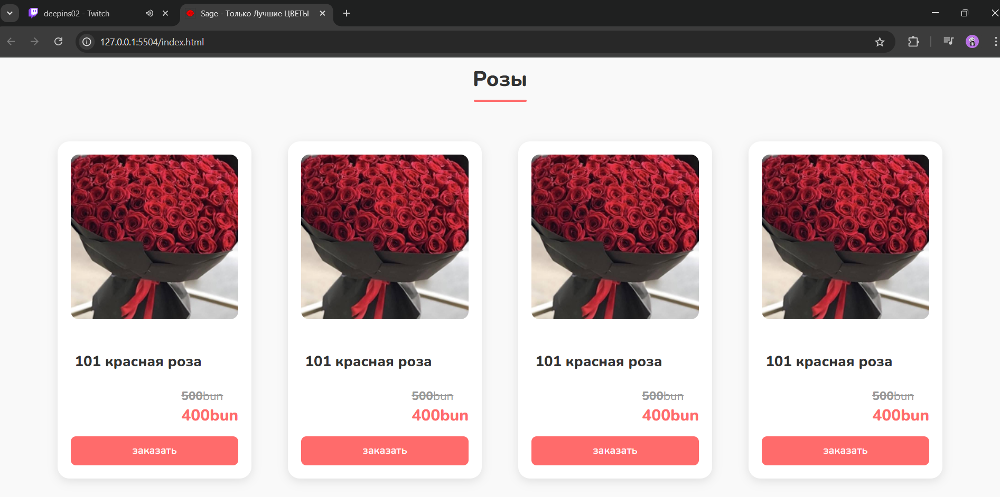 deepins02 - Twitch
Sage - Только Лучшие ЦВЕТЫ
127.0.0.1:5504/index.html
Розы
101 красная роза
500bun
400bun
заказать
101 красная роза
500bun
400bun
заказать
101 красная роза
500bun
400bun
заказать
101 красная роза
500bun
400bun
заказать